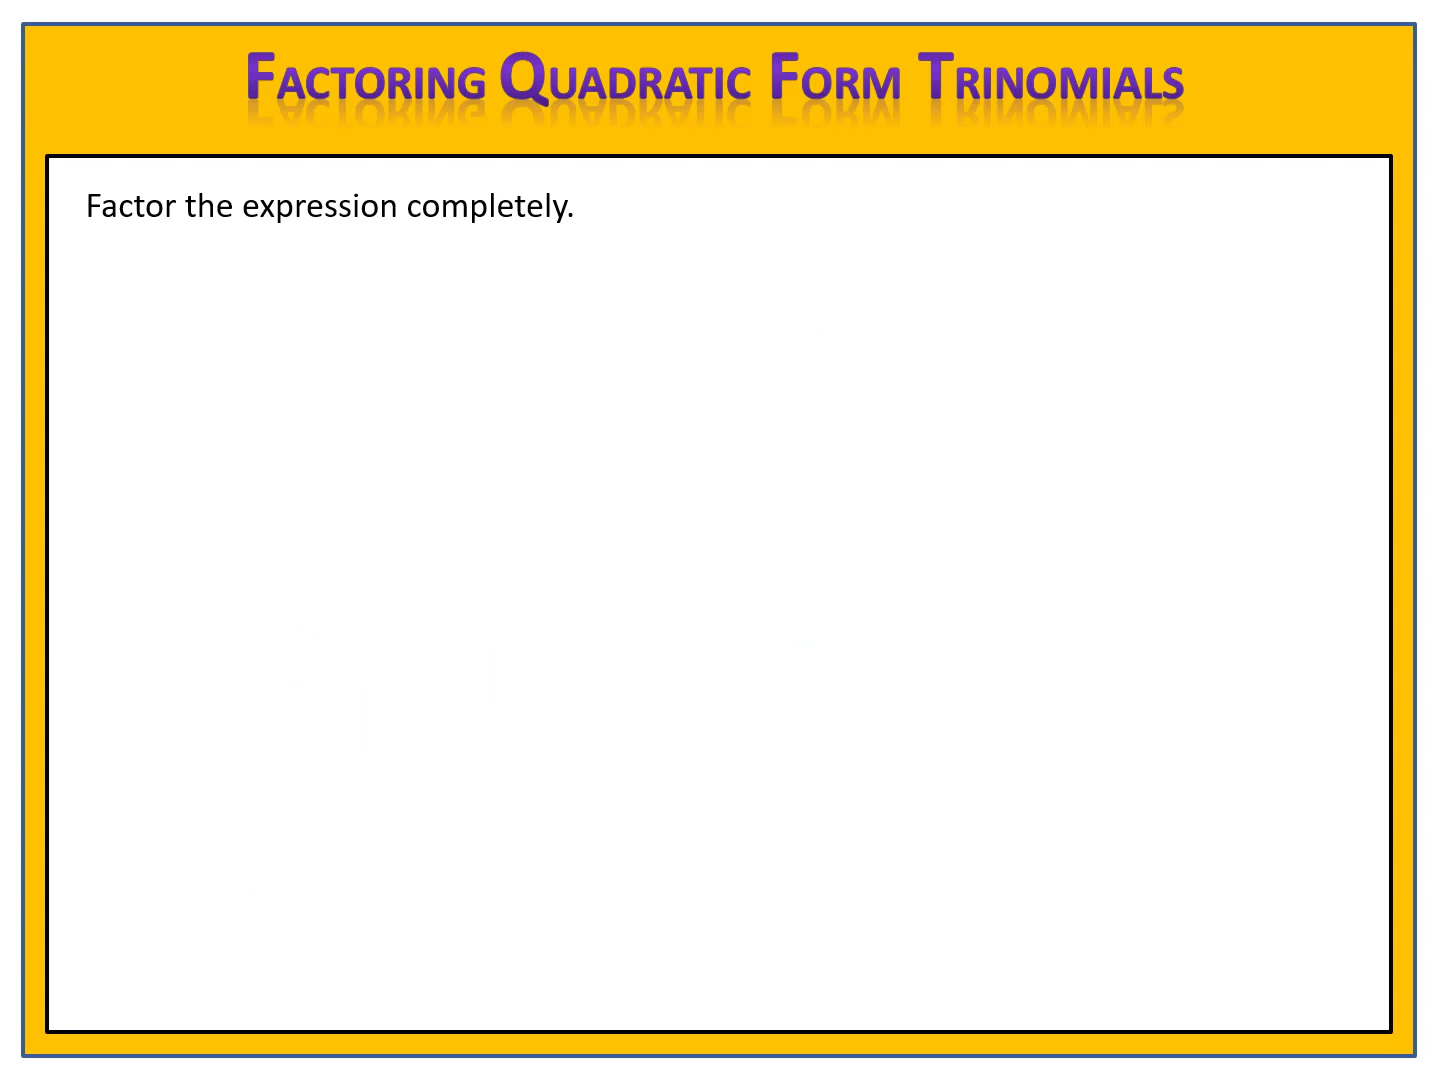 Factoring Quadratic Form Trinomials
Factor the expression completely.